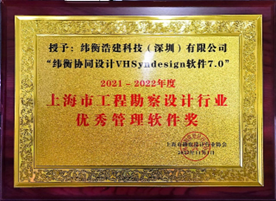 授予：纬衡浩建科技（深圳）有限公司
“纬衡协同设计VHSyndesign软件7.0”
2021-2022年度
上海市工程勘察设计行业
优秀管理软件奖